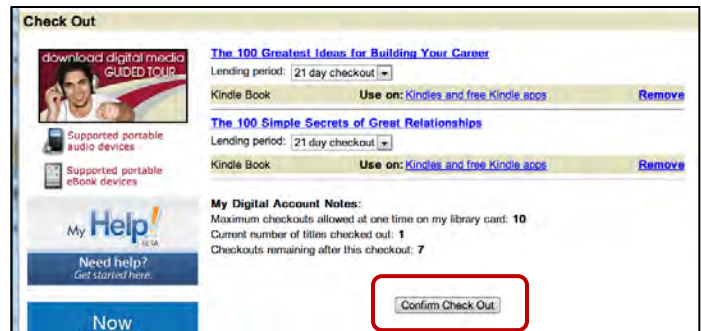 Check Out
download digital media
GUIDED TOUR
Supported portable
audio devices
Supported portable
eBook devices
My Help!
BETA
Need help?
Get started here.
Now
The 100 Greatest Ideas for Building Your Career
Lending period: 21 day checkout
Kindle Book Use on: Kindles and free Kindle apps Remove
The 100 Simple Secrets of Great Relationships
Lending period: 21 day checkout
Kindle Book Use on: Kindles and free Kindle apps Remove
My Digital Account Notes:
Maximum checkouts allowed at one time on my library card: 10
Current number of titles checked out: 1
Checkouts remaining after this checkout: 7
Confirm Check Out